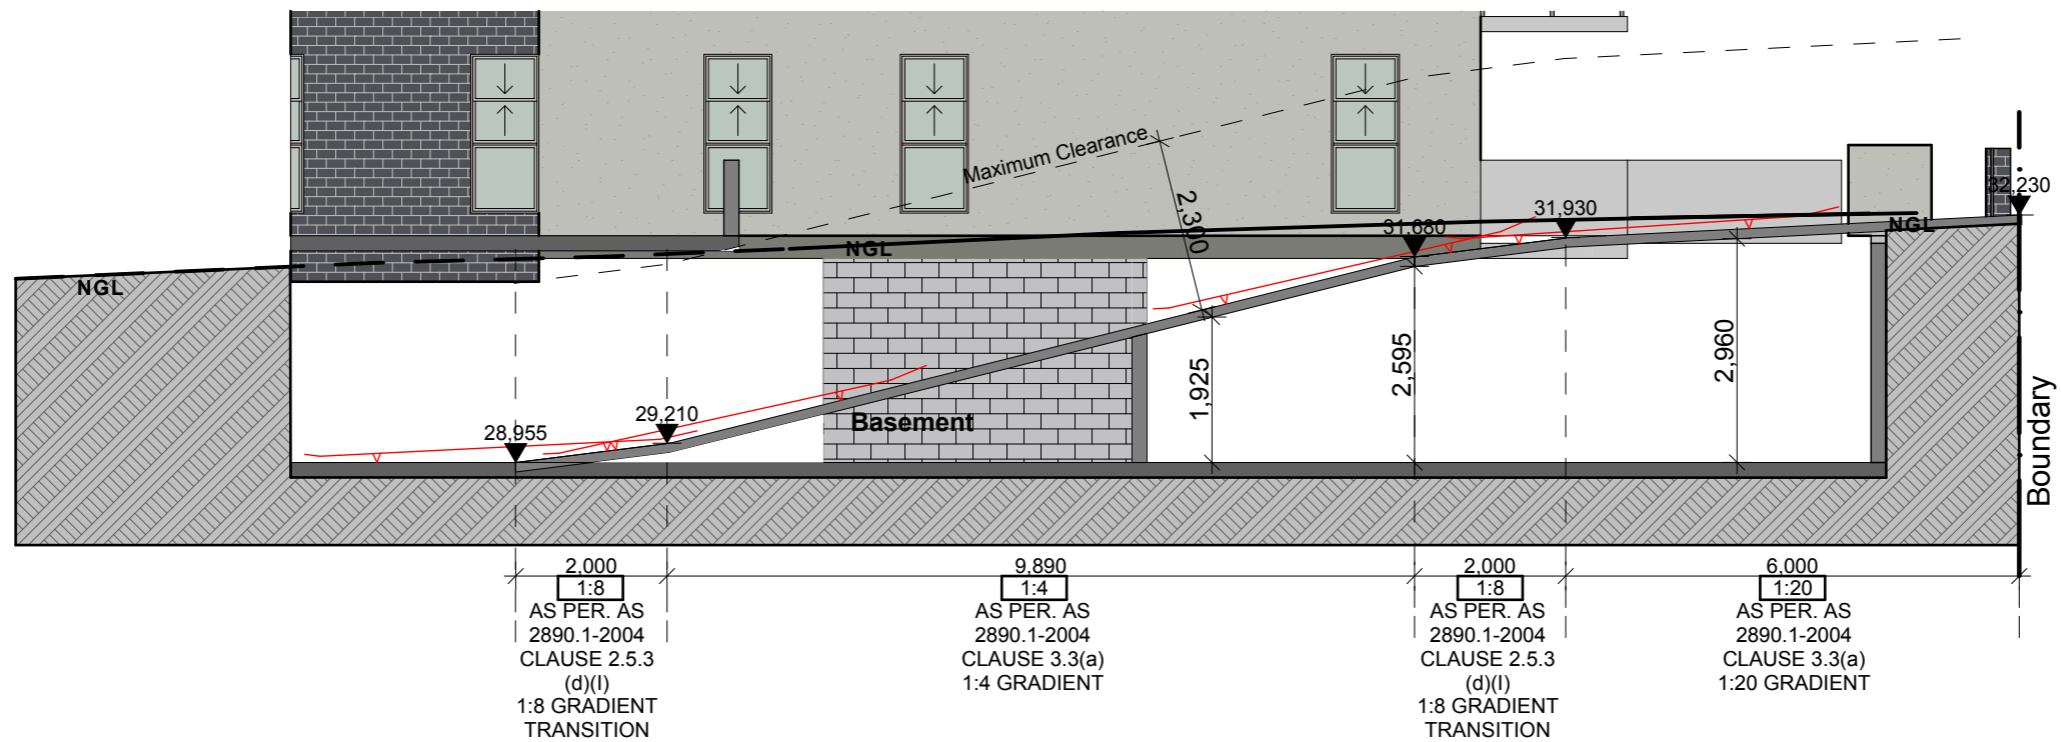 Maximum Clearance
2,300
32,230
31,930
31,680
NGL
NGL
NGL
1,925
2,595
2,960
29,210
28,955
Basement
Boundary
2,000
1:8
AS PER. AS
2890.1-2004
CLAUSE 2.5.3
(d)(I)
1:8 GRADIENT
TRANSITION
9,890
1:4
AS PER. AS
2890.1-2004
CLAUSE 3.3(a)
1:4 GRADIENT
2,000
1:8
AS PER. AS
2890.1-2004
CLAUSE 2.5.3
(d)(I)
1:8 GRADIENT
TRANSITION
6,000
1:20
AS PER. AS
2890.1-2004
CLAUSE 3.3(a)
1:20 GRADIENT